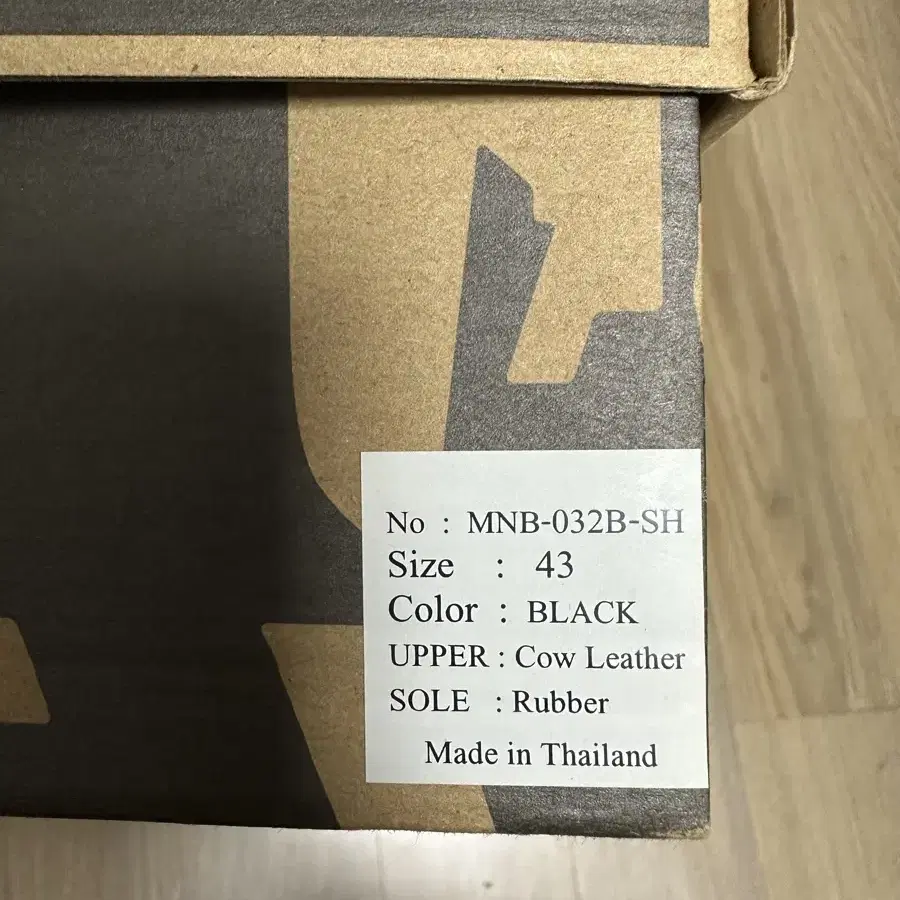 No : MNB-032B-SH
Size : 43
Color : BLACK
UPPER : Cow Leather
SOLE : Rubber
Made in Thailand